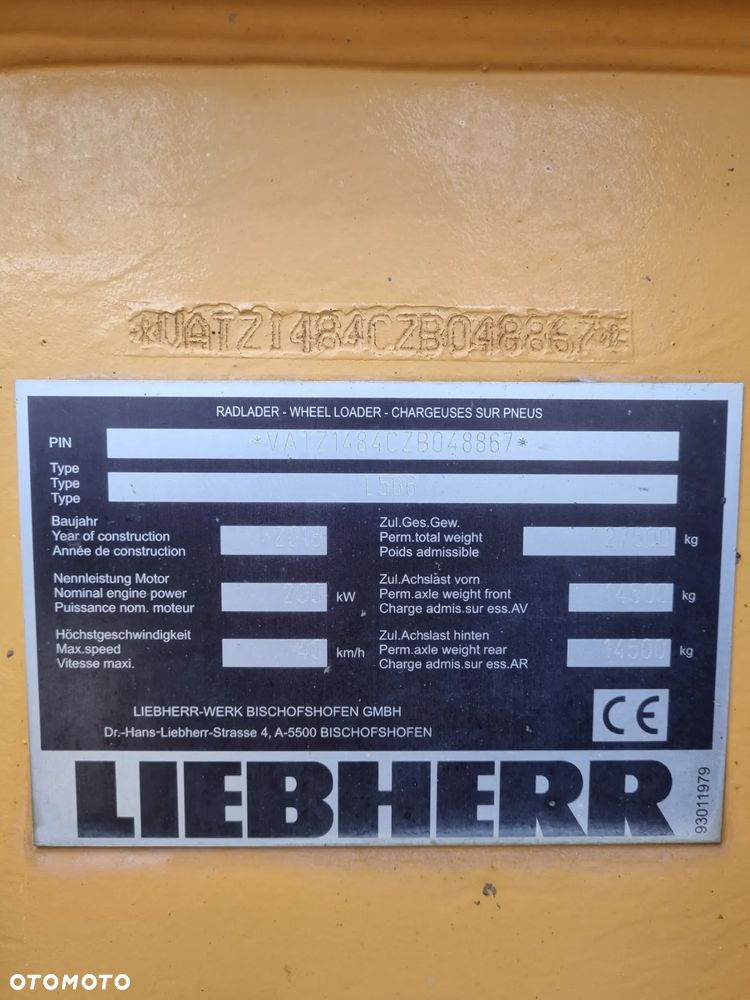 *VATZ1484CZB048867*
RADLADER - WHEEL LOADER - CHARGEUSES SUR PNEUS
PIN *VATZ1484CZB048867*
Type
Type L566
Type
Baujahr
Year of construction
Année de construction
Zul.Ges.Gew.
Perm.total weight kg
Poids admissible
Nennleistung Motor
Nominal engine power 200 kW
Puissance nom. moteur
Zul.Achslast vorn
Perm.axle weight front 14500 kg
Charge admis.sur ess.AV
Höchstgeschwindigkeit
Max.speed 40 km/h
Vitesse maxi.
Zul.Achslast hinten
Perm.axle weight rear 14500 kg
Charge admis.sur ess.AR
LIEBHERR-WERK BISCHOFSHOFEN GMBH
Dr.-Hans-Liebherr-Strasse 4, A-5500 BISCHOFSHOFEN
CE
LIEBHERR
93011979
OTOMOTO